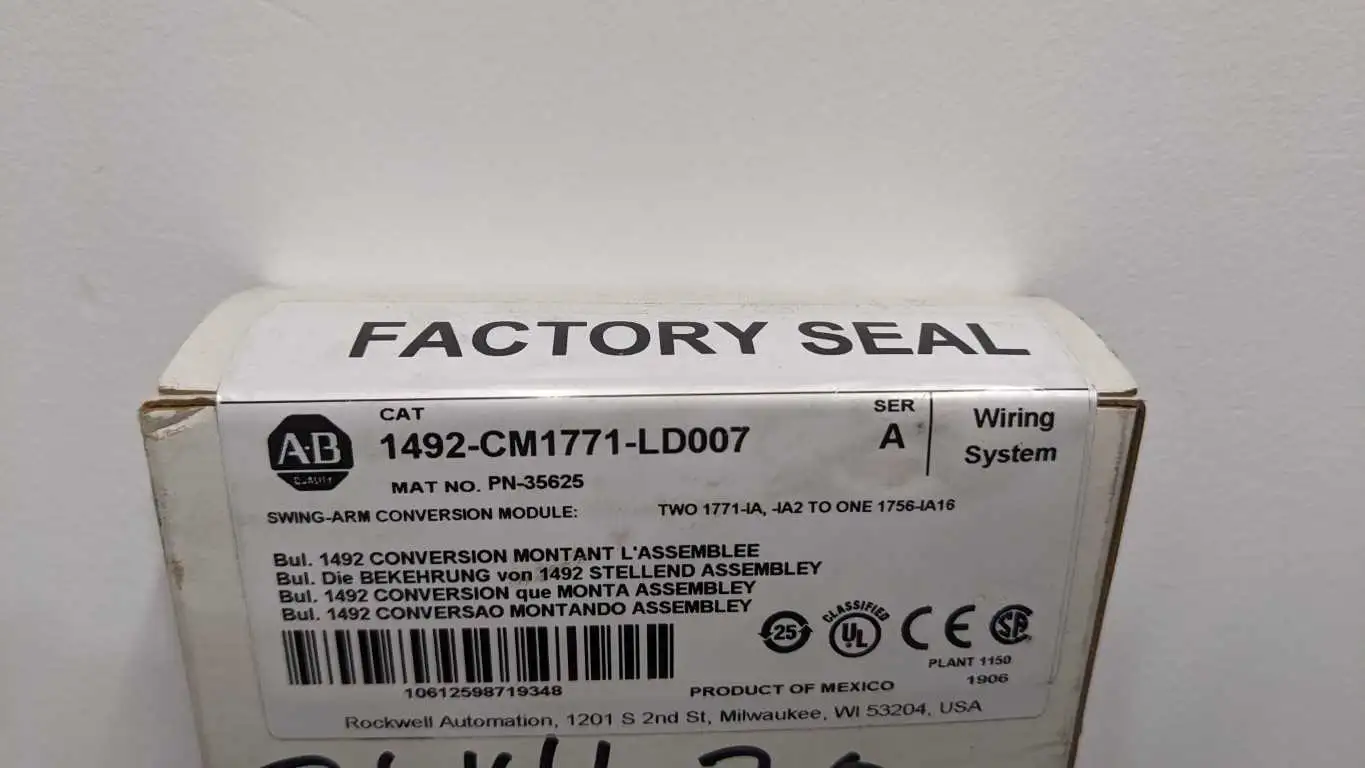 FACTORY SEAL
A-B
QUALITY
CAT
1492-CM1771-LD007
SER
A
Wiring
System
MAT NO. PN-35625
SWING-ARM CONVERSION MODULE: TWO 1771-IA, -IA2 TO ONE 1756-IA16
Bul. 1492 CONVERSION MONTANT L'ASSEMBLEE
Bul. Die BEKEHRUNG von 1492 STELLEND ASSEMBLEY
Bul. 1492 CONVERSION que MONTA ASSEMBLEY
Bul. 1492 CONVERSAO MONTANDO ASSEMBLEY
25
CLASSIFIED
UL
CE
SA
PLANT 1150
1906
10612598719348
PRODUCT OF MEXICO
Rockwell Automation, 1201 S 2nd St, Milwaukee, WI 53204, USA